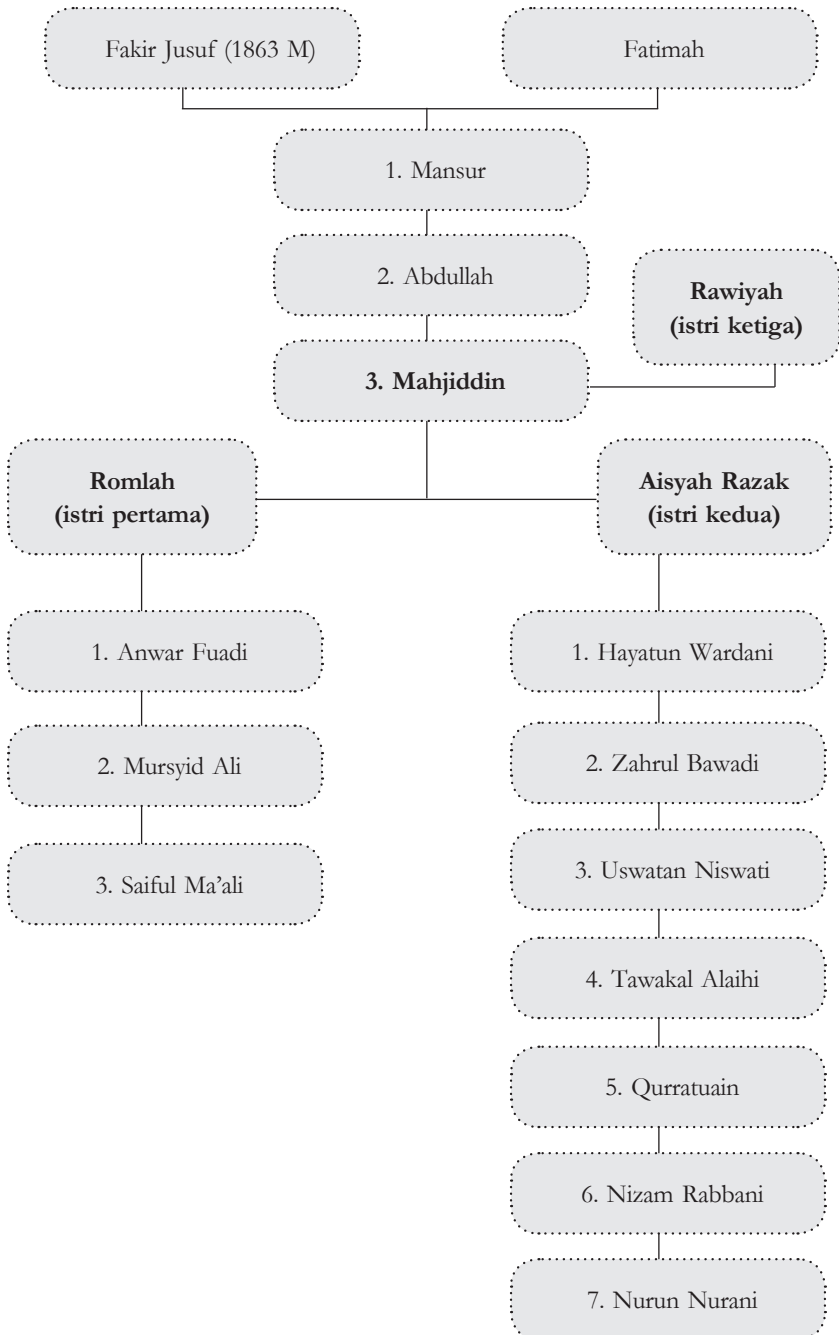 Fakir Jusuf (1863 M)
Fatimah
1. Mansur
2. Abdullah
Rawiyah
(istri ketiga)
3. Mahjiddin
Romlah
(istri pertama)
Aisyah Razak
(istri kedua)
1. Anwar Fuadi
2. Mursyid Ali
3. Saiful Ma’ali
1. Hayatun Wardani
2. Zahrul Bawadi
3. Uswatan Niswati
4. Tawakal Alaihi
5. Qurratuain
6. Nizam Rabbani
7. Nurun Nurani